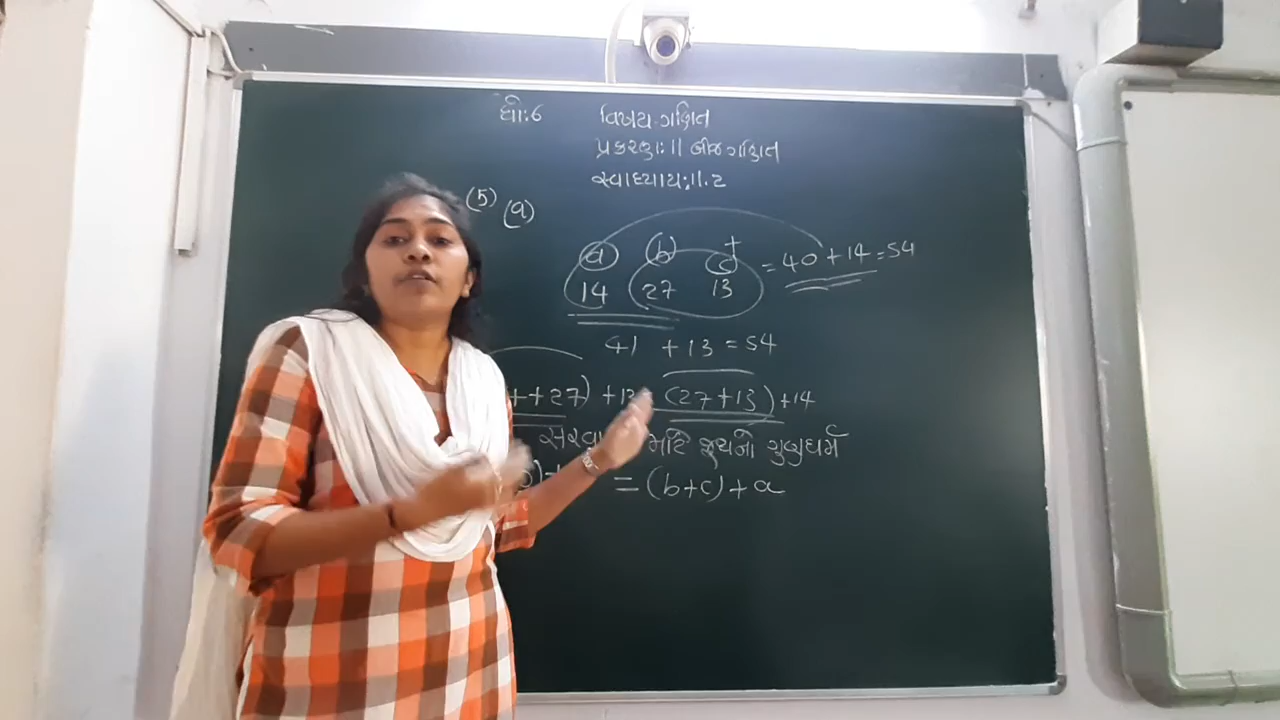 ધો:6 વિષય:ગણિત
પ્રકરણ:11 બીજગણિત
સ્વાધ્યાય:11.2
(5) (a)
a b c
14 27 13 = 40 + 14 = 54
41 + 13 = 54
+27) +13 = (27+13)+14
માટે જૂથનો ગુણધર્મ
= (b+c) + a